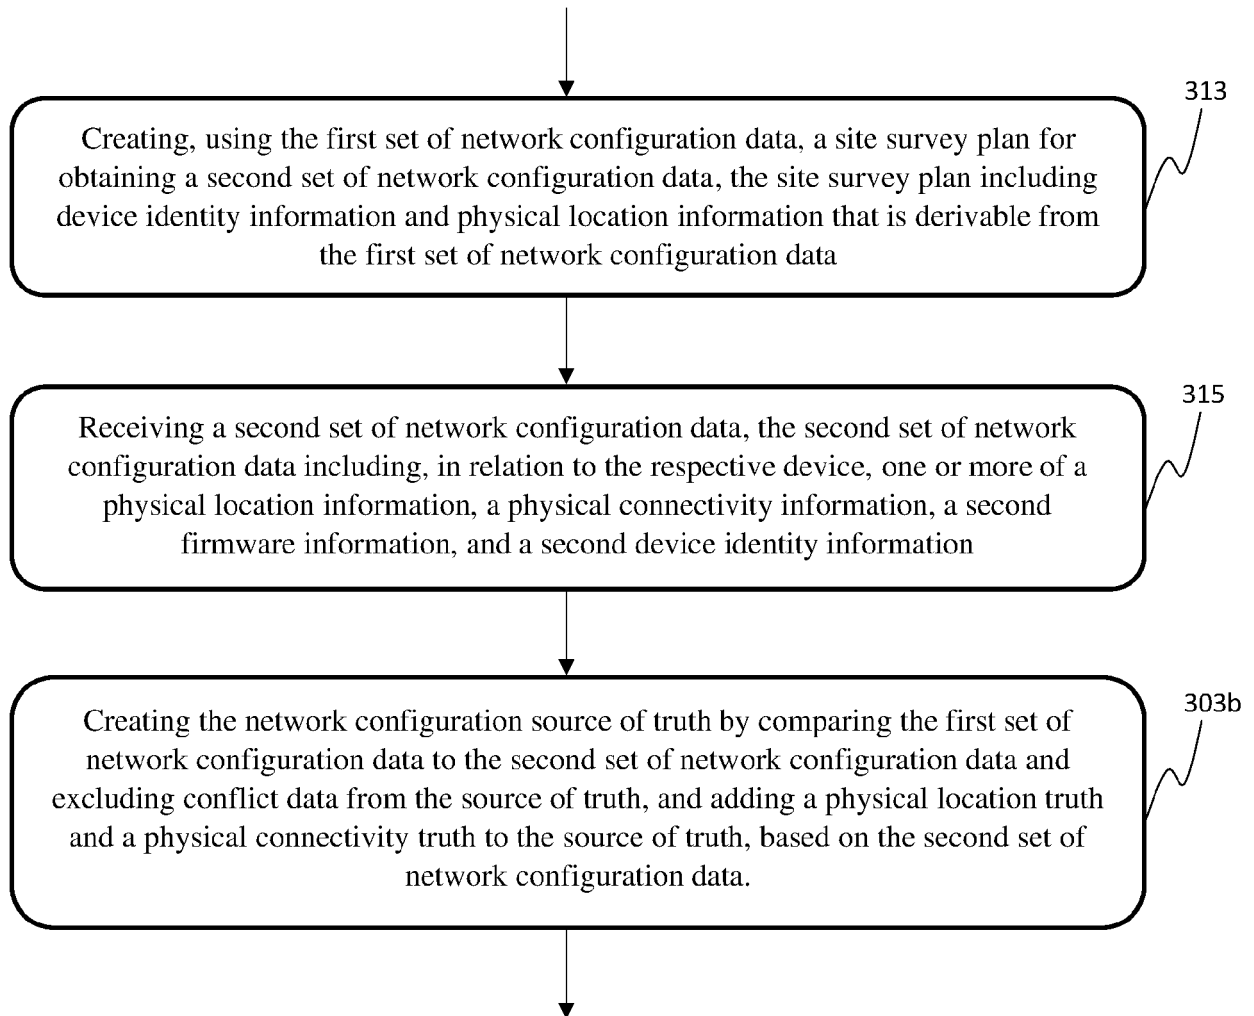 313
Creating, using the first set of network configuration data, a site survey plan for
obtaining a second set of network configuration data, the site survey plan including
device identity information and physical location information that is derivable from
the first set of network configuration data
315
Receiving a second set of network configuration data, the second set of network
configuration data including, in relation to the respective device, one or more of a
physical location information, a physical connectivity information, a second
firmware information, and a second device identity information
303b
Creating the network configuration source of truth by comparing the first set of
network configuration data to the second set of network configuration data and
excluding conflict data from the source of truth, and adding a physical location truth
and a physical connectivity truth to the source of truth, based on the second set of
network configuration data.